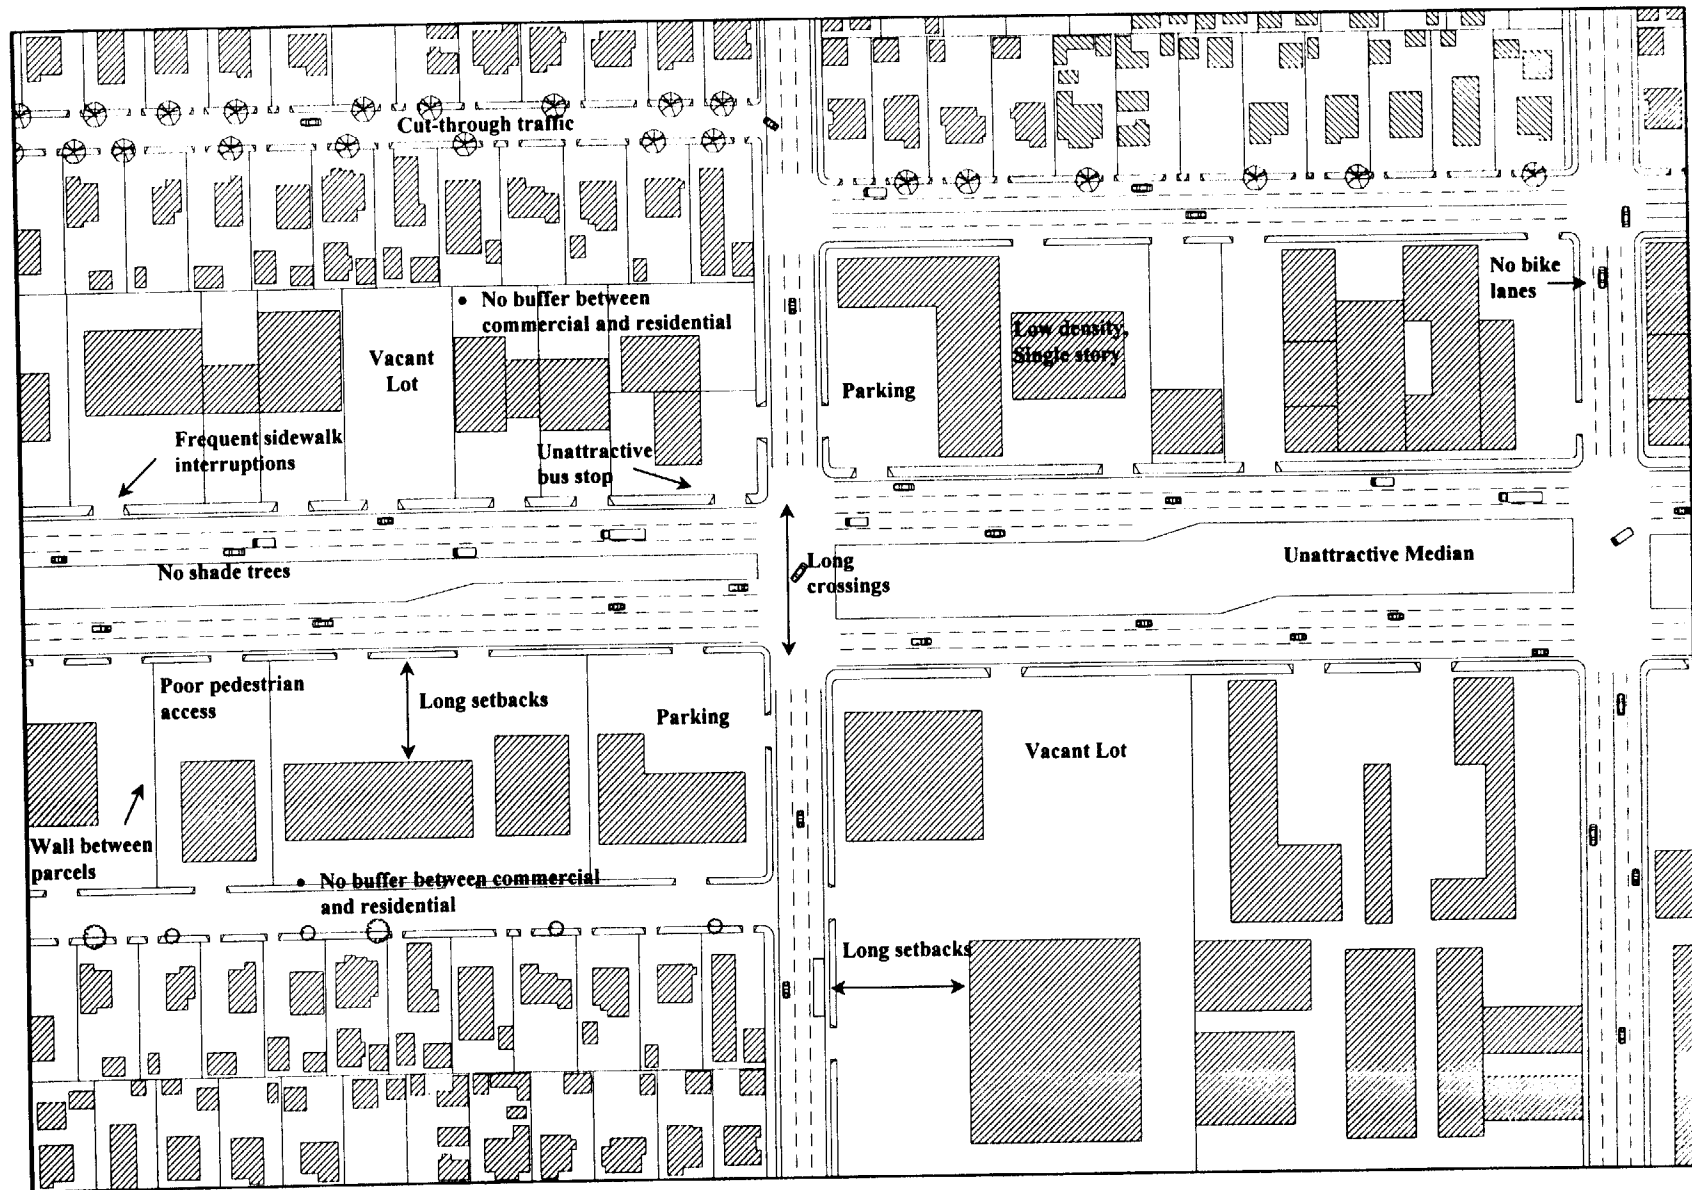 Cut-through traffic
No bike
lanes
• No buffer between
commercial and residential
Low density,
Single story
Vacant
Lot
Parking
Frequent sidewalk
interruptions
Unattractive
bus stop
No shade trees
Long
crossings
Unattractive Median
Poor pedestrian
access
Long setbacks
Parking
Vacant Lot
Wall between
parcels
• No buffer between commercial
and residential
Long setbacks